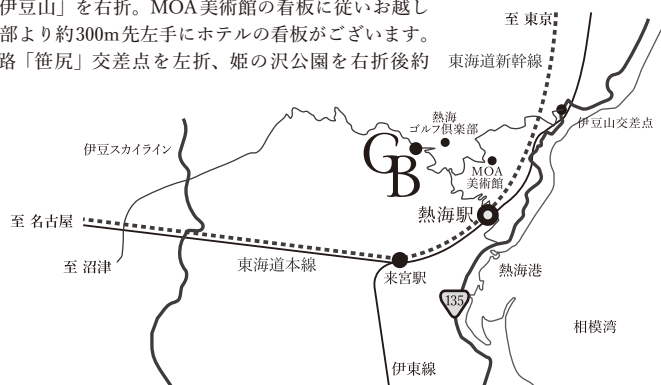 伊豆山」を右折。MOA美術館の看板に従いお越し
部より約300m先左手にホテルの看板がございます。
路「笹尻」交差点を左折、姫の沢公園を右折後約
至 東京
東海道新幹線
熱海
ゴルフ倶楽部
伊豆山交差点
伊豆スカイライン
GB
MOA
美術館
熱海駅
至 名古屋
至 沼津
東海道本線
来宮駅
熱海港
135
相模湾
伊東線